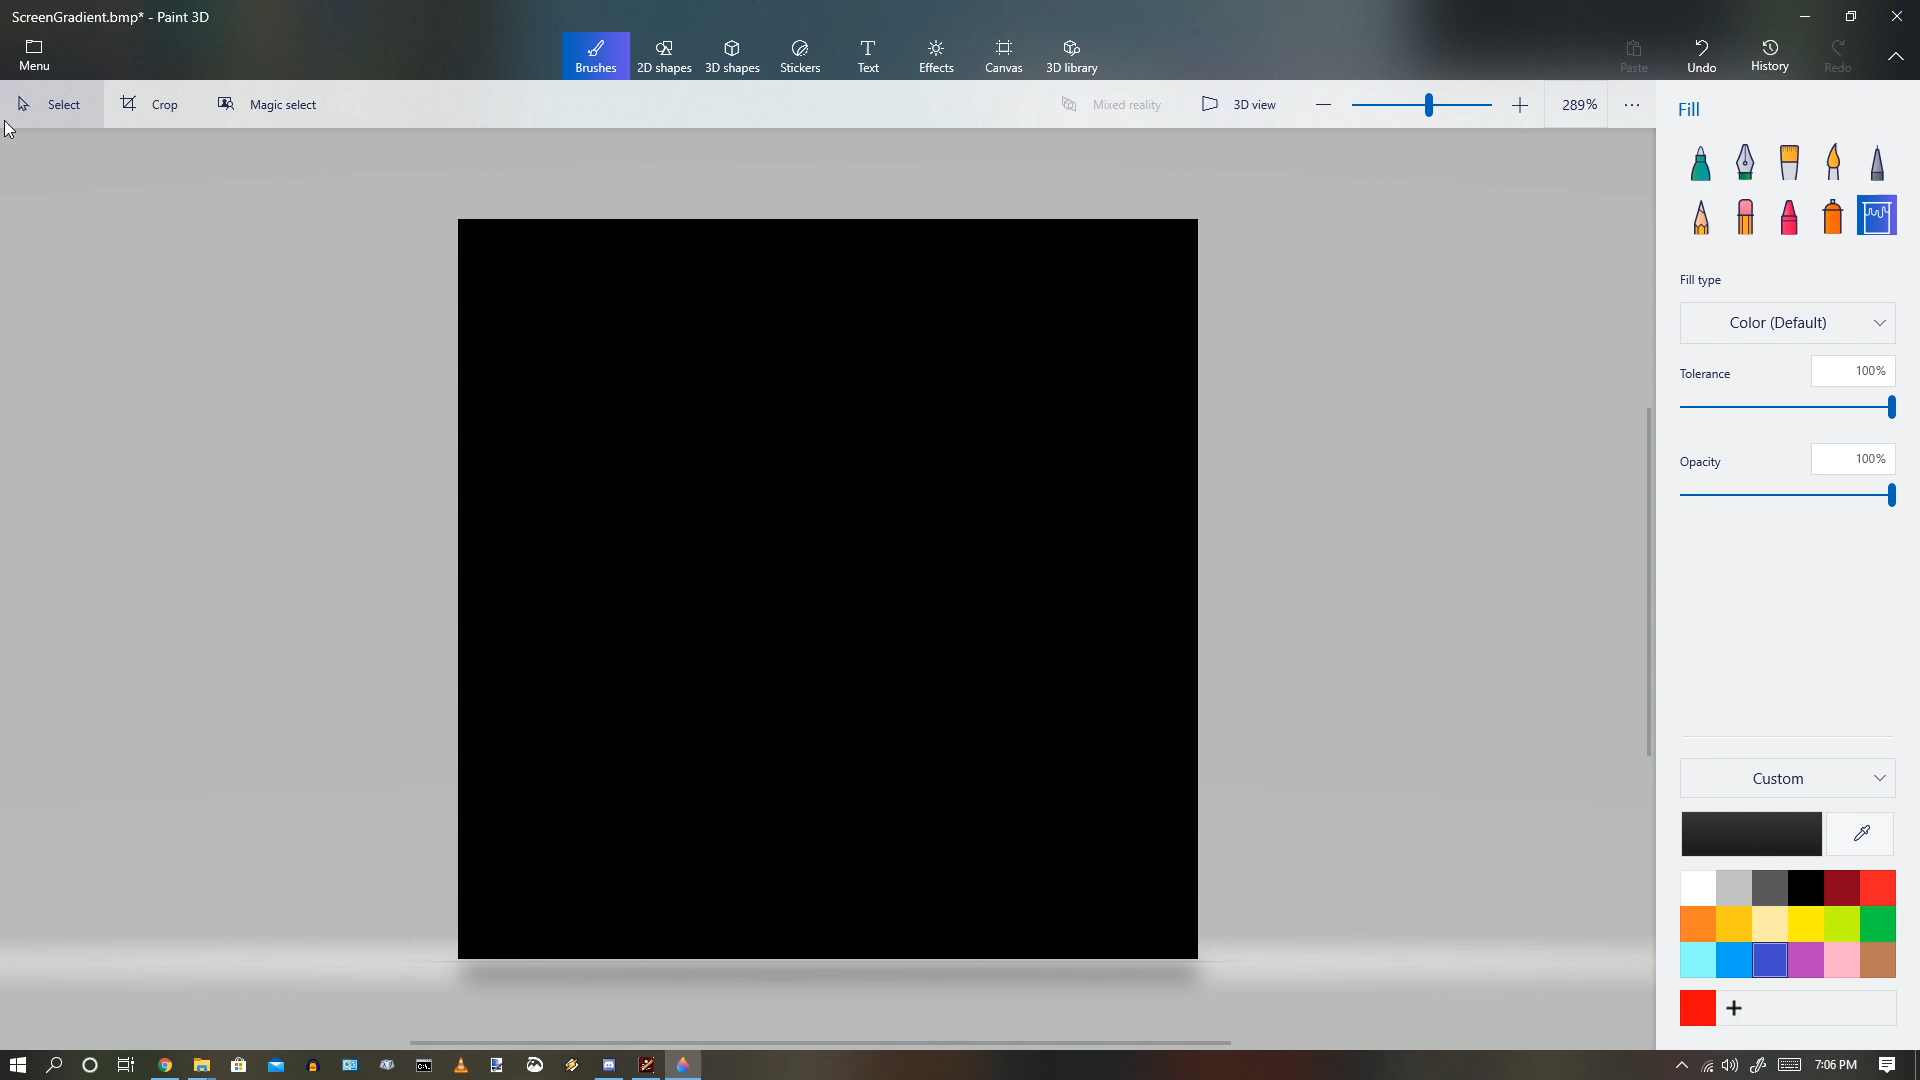 ScreenGradient.bmp* - Paint 3D
Menu
Brushes
2D shapes
3D shapes
Stickers
Text
Effects
Canvas
3D library
Paste
Undo
History
Redo
Select
Crop
Magic select
Mixed reality
3D view
289%
Fill
Fill type
Color (Default)
Tolerance
100%
Opacity
100%
Custom
7:06 PM